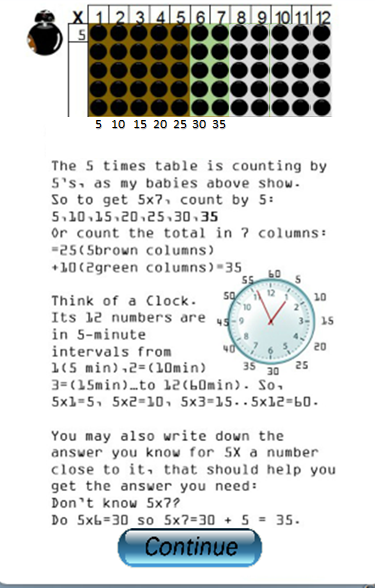 X 1 2 3 4 5 6 7 8 9 10 11 12
5
5 10 15 20 25 30 35
The 5 times table is counting by
5's, as my babies above show.
So to get 5x7, count by 5:
5,10,15,20,25,30,35
Or count the total in 7 columns:
=25(5brown columns)
+10(2green columns)=35
Think of a Clock.
Its 12 numbers are
in 5-minute
intervals from
1(5 min),2=(10min)
3=(15min)…to 12(60min). So,
5x1=5, 5x2=10, 5x3=15..5x12=60.
60 5 10 15 20 25 30 35 40 45 50 55
12 1 2 3 4 5 6 7 8 9 10 11
You may also write down the
answer you know for 5X a number
close to it, that should help you
get the answer you need:
Don't know 5x7?
Do 5x6=30 so 5x7=30 + 5 = 35.
Continue